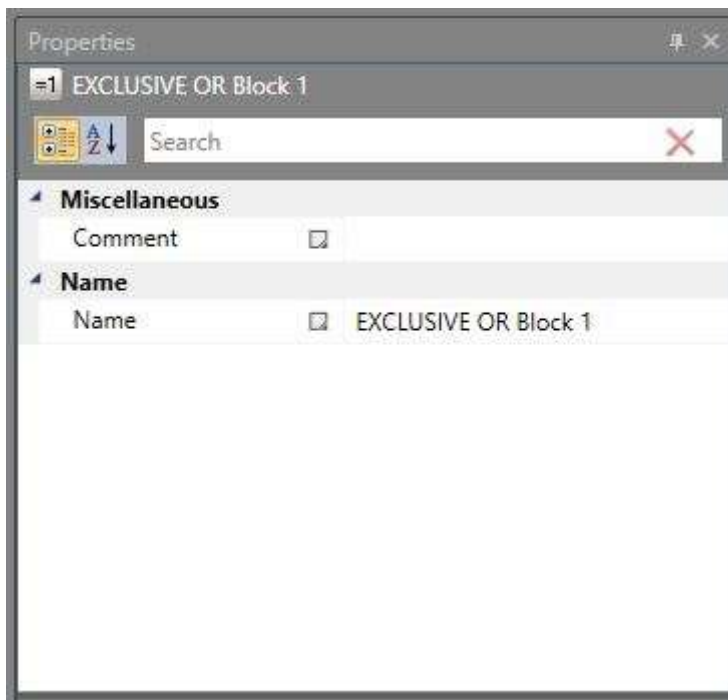 Properties
=1 EXCLUSIVE OR Block 1
A Z Search
Miscellaneous
Comment
Name
Name EXCLUSIVE OR Block 1